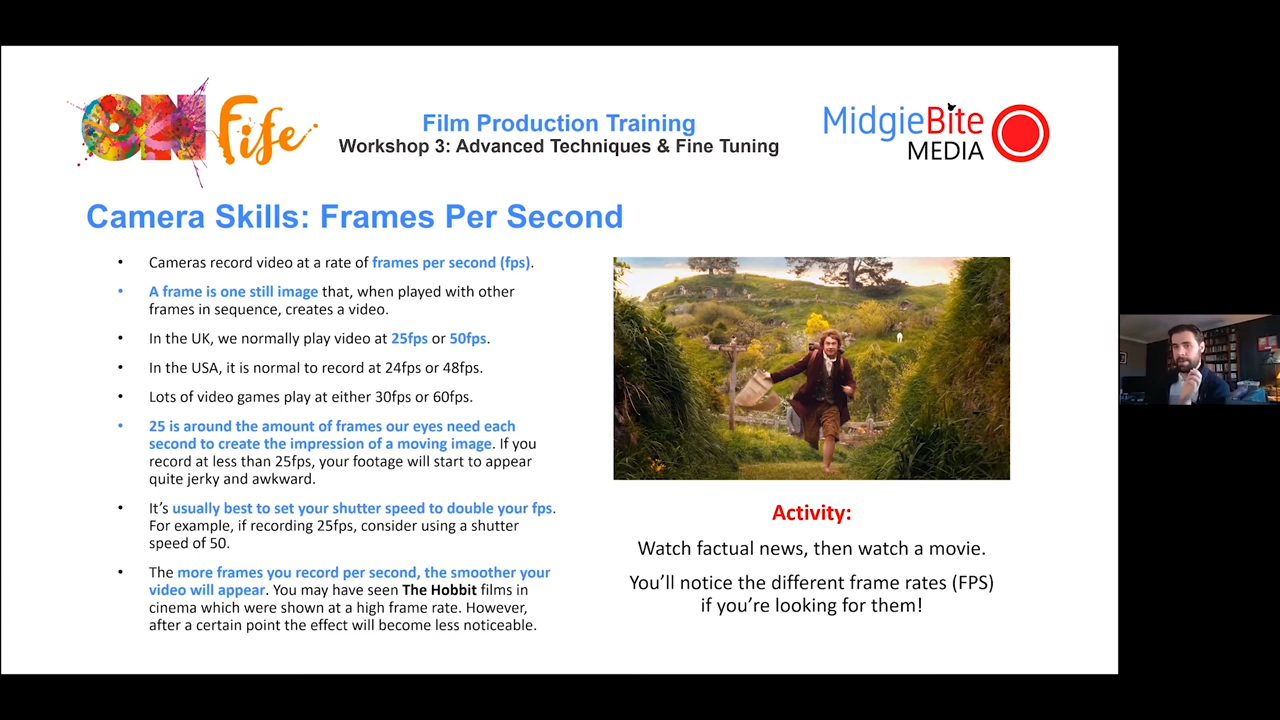 ON Fife
Film Production Training
Workshop 3: Advanced Techniques & Fine Tuning
MidgieBite
MEDIA
Camera Skills: Frames Per Second
• Cameras record video at a rate of frames per second (fps).
• A frame is one still image that, when played with other
frames in sequence, creates a video.
• In the UK, we normally play video at 25fps or 50fps.
• In the USA, it is normal to record at 24fps or 48fps.
• Lots of video games play at either 30fps or 60fps.
• 25 is around the amount of frames our eyes need each
second to create the impression of a moving image. If you
record at less than 25fps, your footage will start to appear
quite jerky and awkward.
• It’s usually best to set your shutter speed to double your fps.
For example, if recording 25fps, consider using a shutter
speed of 50.
• The more frames you record per second, the smoother your
video will appear. You may have seen The Hobbit films in
cinema which were shown at a high frame rate. However,
after a certain point the effect will become less noticeable.
Activity:
Watch factual news, then watch a movie.
You’ll notice the different frame rates (FPS)
if you’re looking for them!